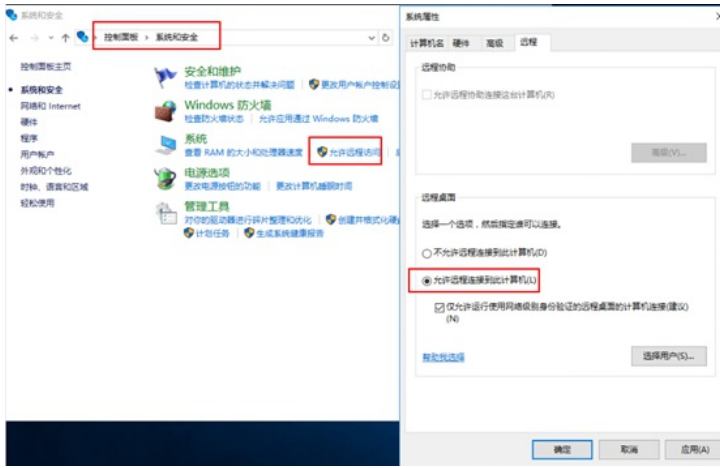 系统和安全
控制面板 › 系统和安全
控制面板主页
系统和安全
网络和 Internet
硬件
程序
用户帐户
外观和个性化
时钟、语言和区域
轻松使用
安全和维护
检查计算机的状态并解决问题 更改用户帐户控制设
Windows 防火墙
检查防火墙状态 允许应用通过 Windows 防火墙
系统
查看 RAM 的大小和处理器速度 允许远程访问
电源选项
更改电源按钮的功能 更改计算机睡眠时间
管理工具
对你的驱动器进行碎片整理和优化 创建并格式化硬
计划任务 生成系统健康报告
系统属性
计算机名 硬件 高级 远程
远程协助
允许远程协助连接这台计算机(R)
高级(V)...
远程桌面
选择一个选项，然后指定谁可以连接。
不允许远程连接到此计算机(D)
允许远程连接到此计算机(L)
仅允许运行使用网络级别身份验证的远程桌面的计算机连接(建议)
(N)
帮助我选择
选择用户(S)...
确定 取消 应用(A)